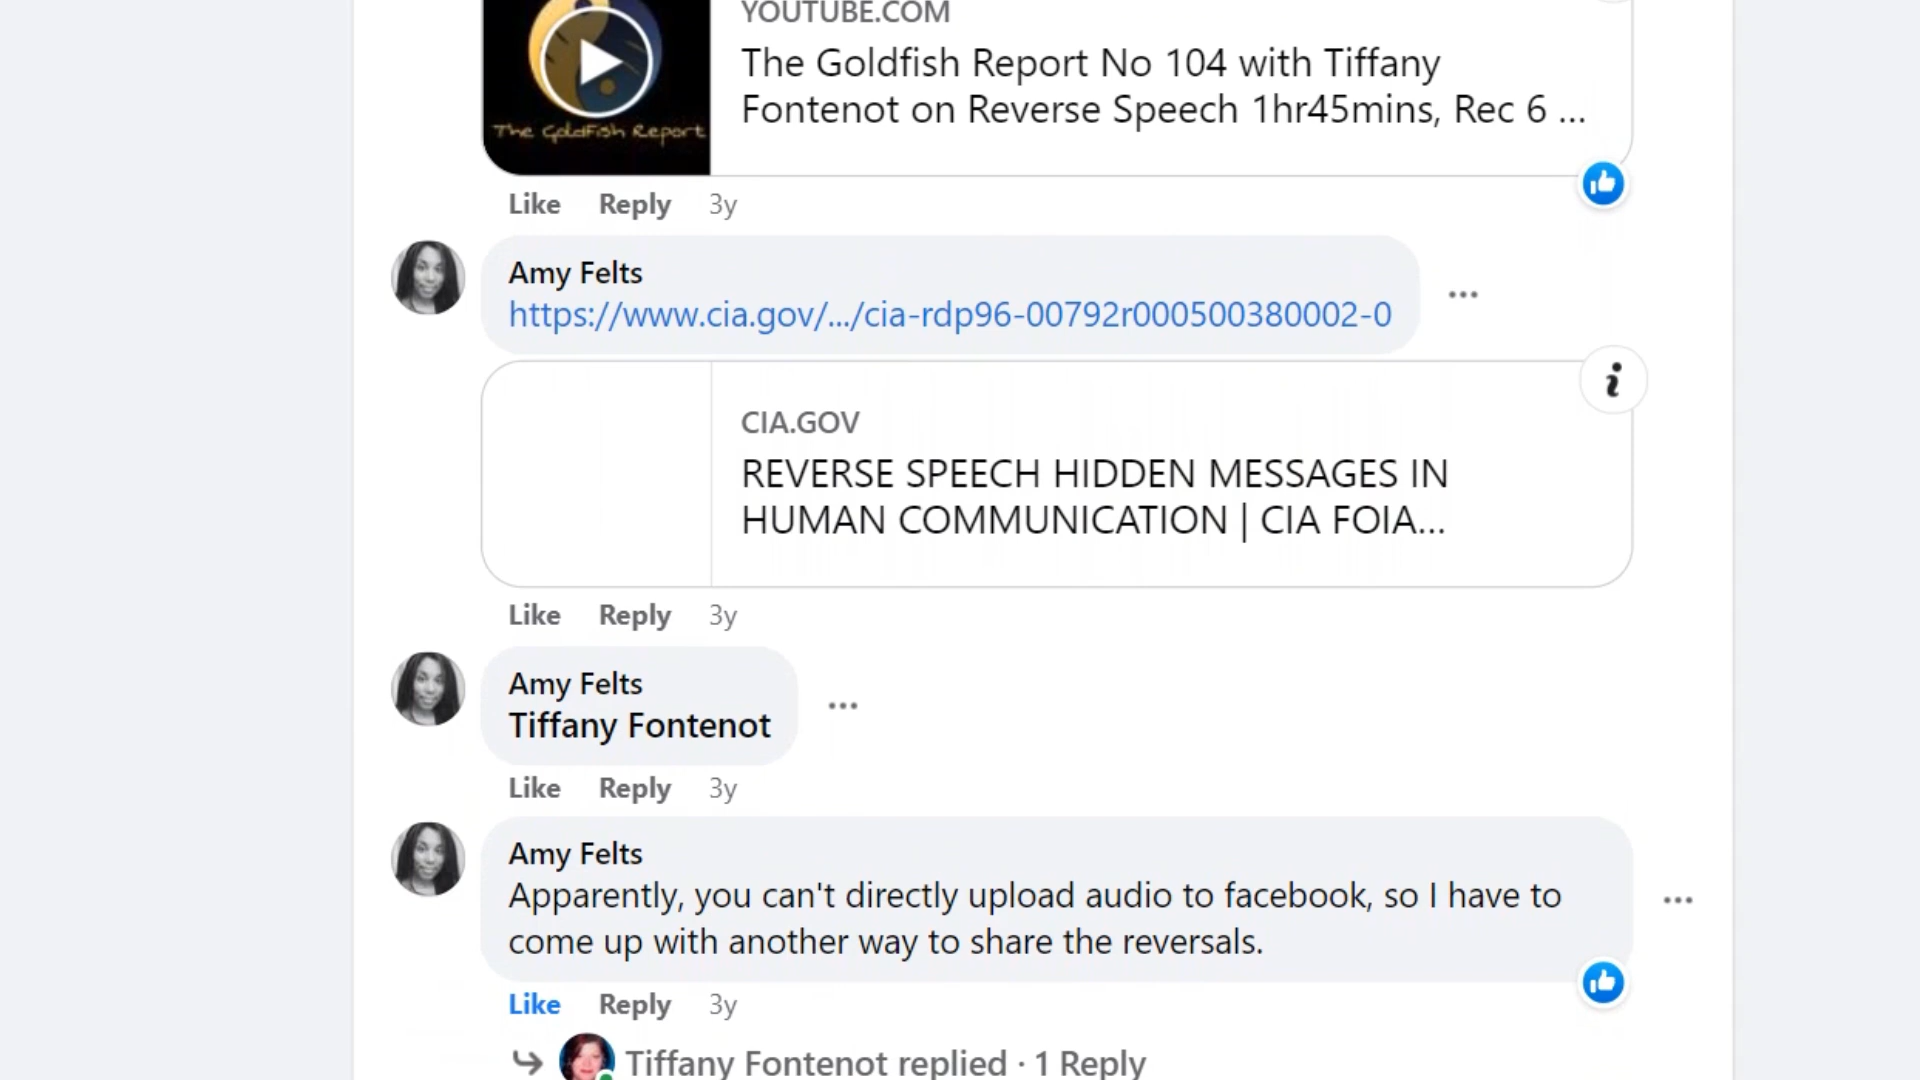 YOUTUBE.COM
The Goldfish Report No 104 with Tiffany
Fontenot on Reverse Speech 1hr45mins, Rec 6 ...
The GoldFish Report
Like Reply 3y
Amy Felts
https://www.cia.gov/.../cia-rdp96-00792r000500380002-0
CIA.GOV
REVERSE SPEECH HIDDEN MESSAGES IN
HUMAN COMMUNICATION | CIA FOIA...
Like Reply 3y
Amy Felts
Tiffany Fontenot
Like Reply 3y
Amy Felts
Apparently, you can't directly upload audio to facebook, so I have to
come up with another way to share the reversals.
Like Reply 3y
Tiffany Fontenot replied · 1 Reply